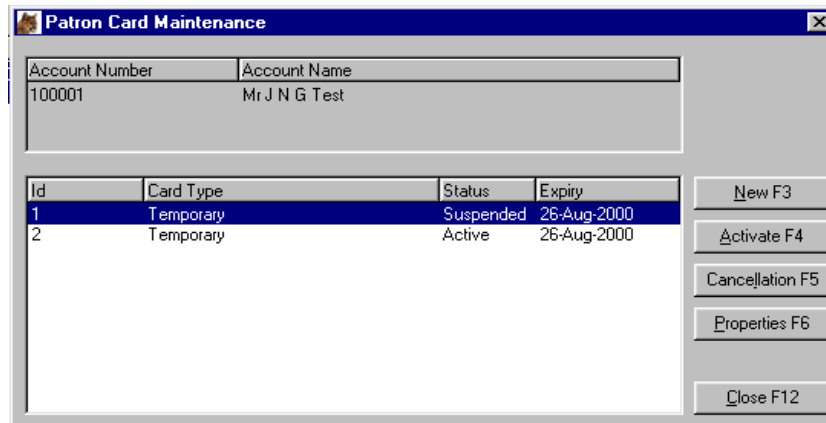 Patron Card Maintenance
Account Number Account Name
100001 Mr J N G Test
Id Card Type Status Expiry
1 Temporary Suspended 26-Aug-2000
2 Temporary Active 26-Aug-2000
New F3
Activate F4
Cancellation F5
Properties F6
Close F12